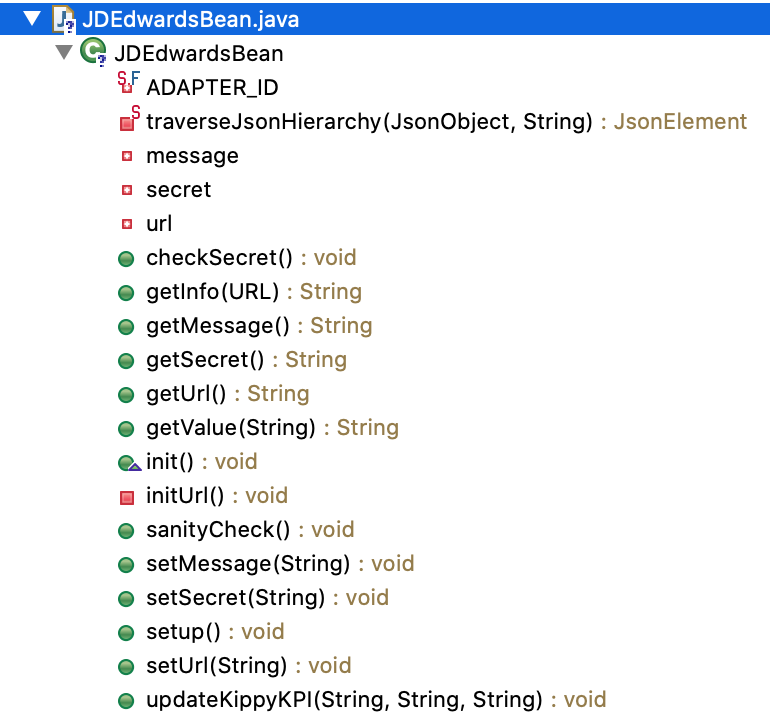 JDEdwardsBean.java
JDEdwardsBean
ADAPTER_ID
traverseJsonHierarchy(JsonObject, String) : JsonElement
message
secret
url
checkSecret() : void
getInfo(URL) : String
getMessage() : String
getSecret() : String
getUrl() : String
getValue(String) : String
init() : void
initUrl() : void
sanityCheck() : void
setMessage(String) : void
setSecret(String) : void
setup() : void
setUrl(String) : void
updateKippyKPI(String, String, String) : void